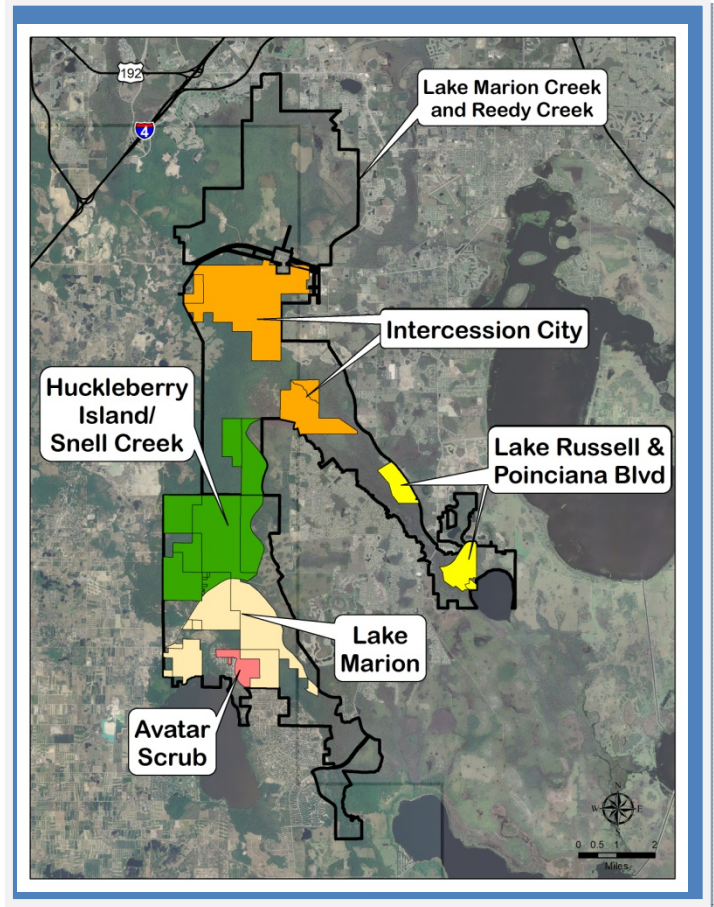 192
4
Lake Marion Creek
and Reedy Creek
Intercession City
Huckleberry
Island/
Snell Creek
Lake Russell &
Poinciana Blvd
Lake
Marion
Avatar
Scrub
N
W
E
S
0 0.5 1 2
Miles